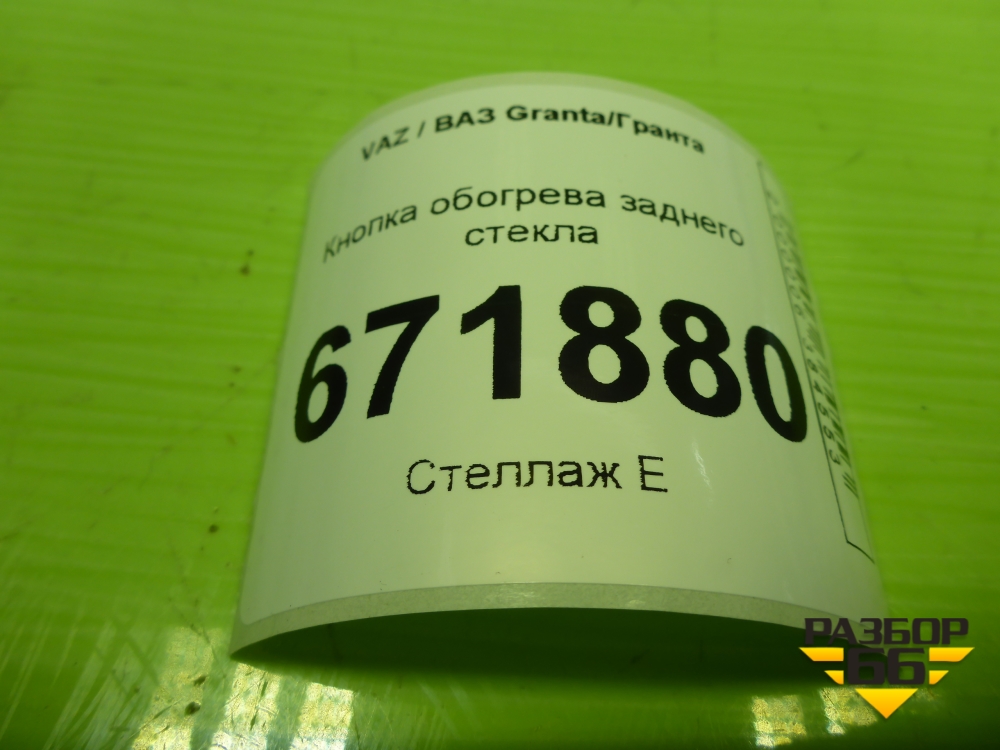 VAZ / ВАЗ Granta/Гранта
Кнопка обогрева заднего
стекла
671880
Стеллаж Е
РАЗБОР
66